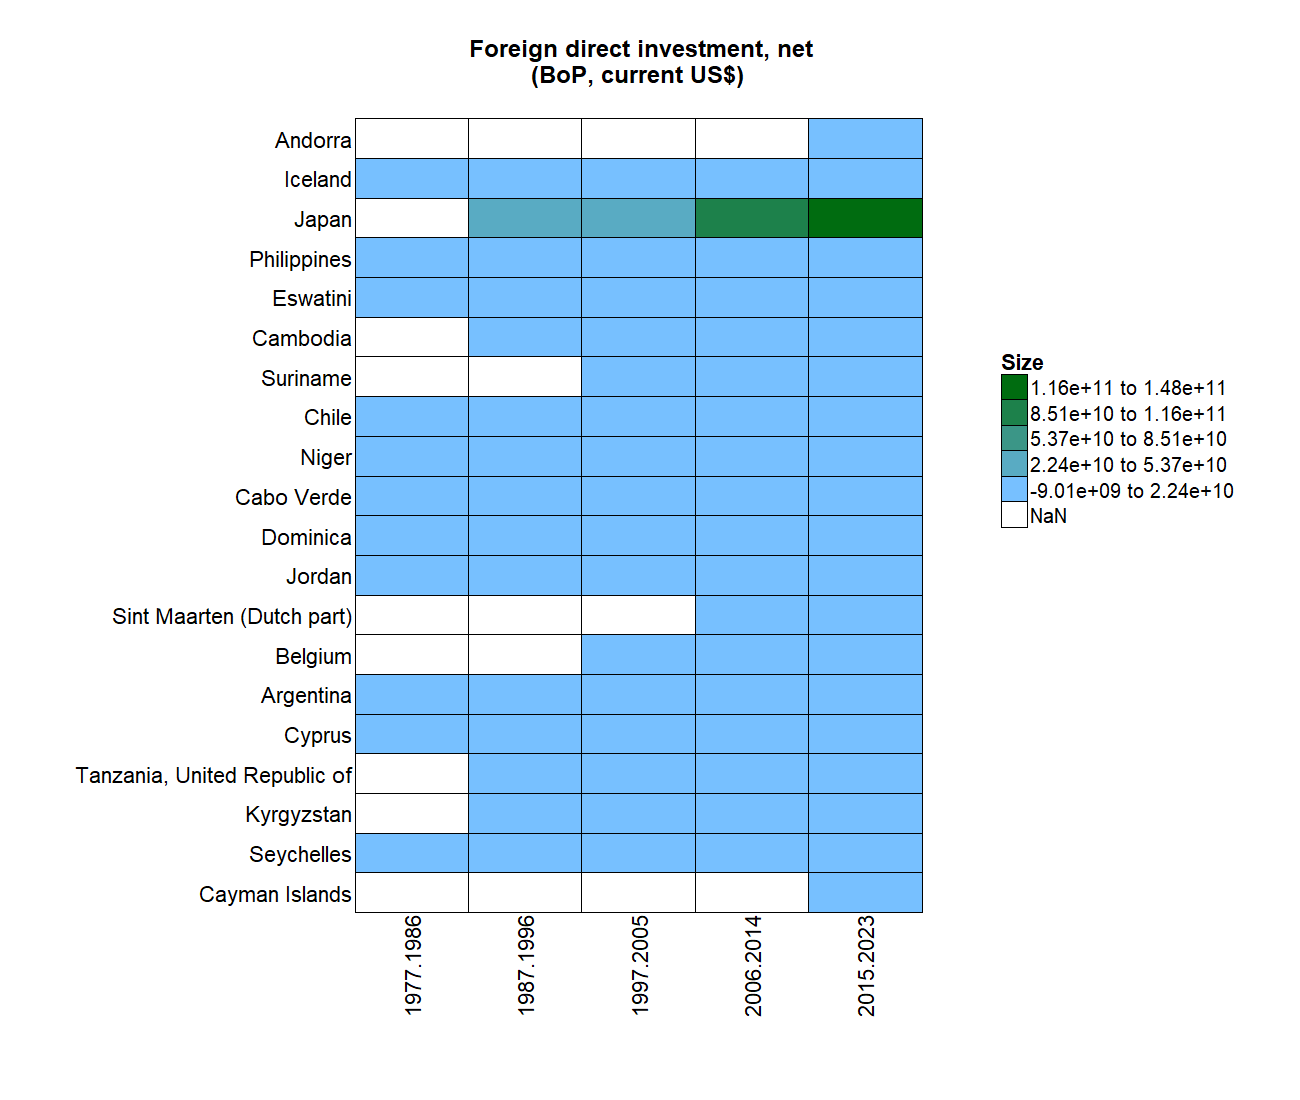 Foreign direct investment, net
(BoP, current US$)
Andorra
Iceland
Japan
Philippines
Eswatini
Cambodia
Suriname
Chile
Niger
Cabo Verde
Dominica
Jordan
Sint Maarten (Dutch part)
Belgium
Argentina
Cyprus
Tanzania, United Republic of
Kyrgyzstan
Seychelles
Cayman Islands
1977.1986
1987.1996
1997.2005
2006.2014
2015.2023
Size
1.16e+11 to 1.48e+11
8.51e+10 to 1.16e+11
5.37e+10 to 8.51e+10
2.24e+10 to 5.37e+10
-9.01e+09 to 2.24e+10
NaN